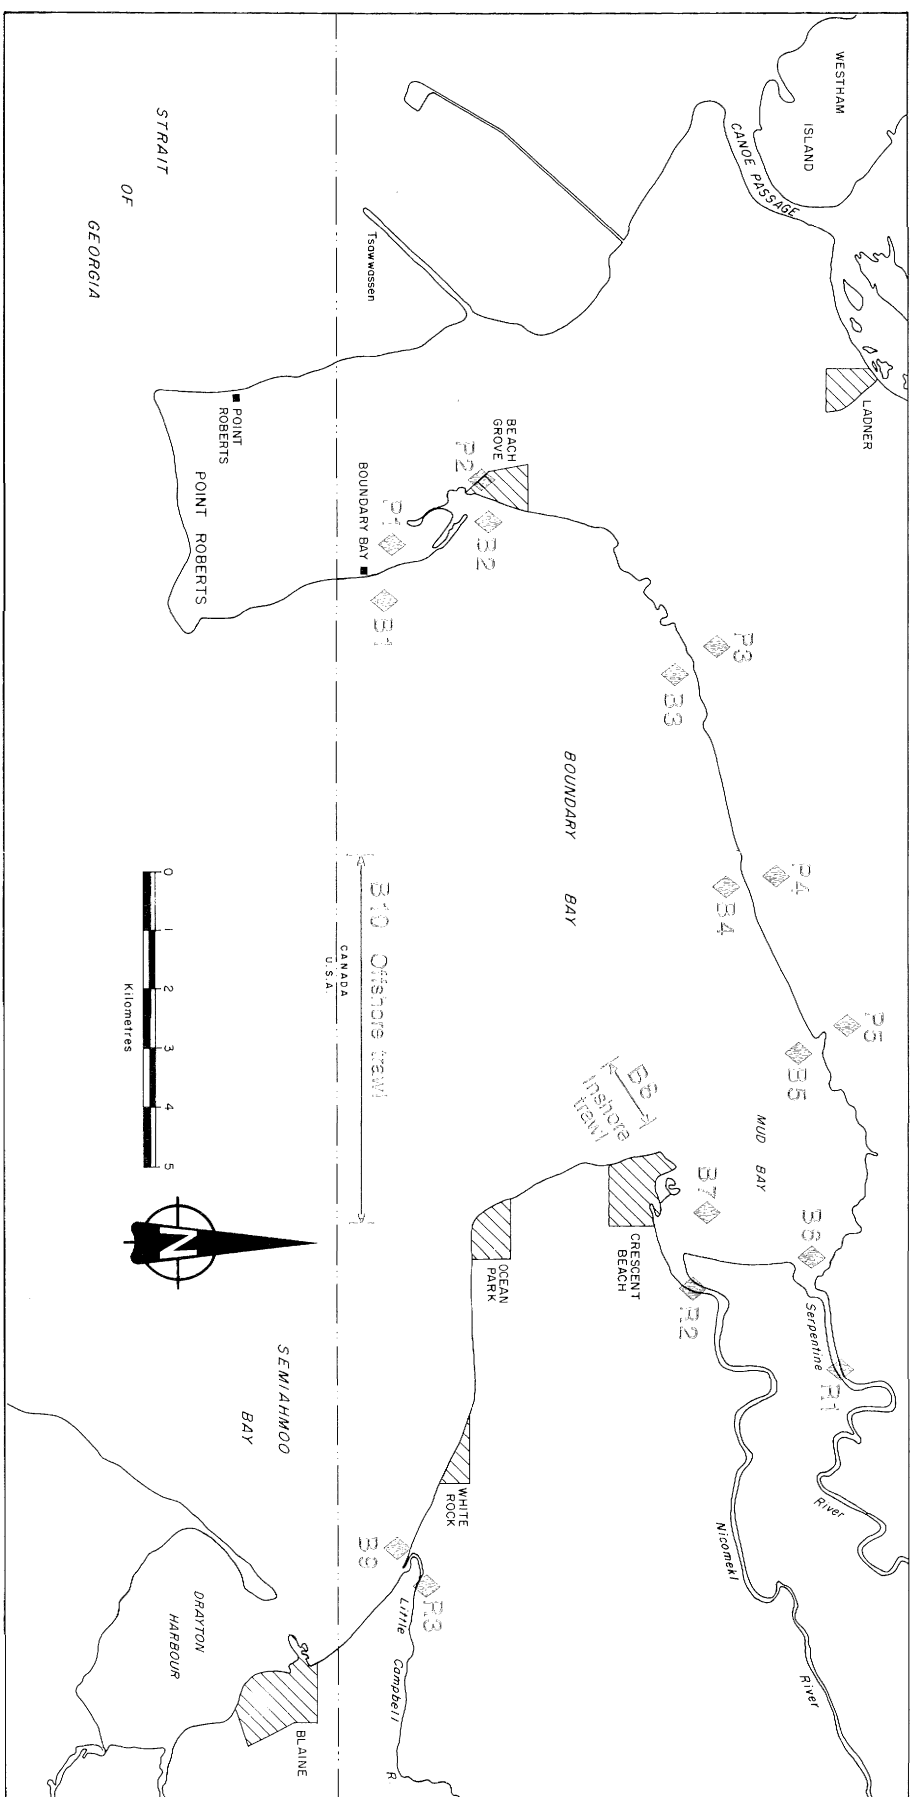 WESTHAM
ISLAND
CANOE PASSAGE
LADNER
P5
P4
P3
B6
Serpentine
R1
River
B5
MUD BAY
B4
B3
B7
R2
Nicomekl
River
BEACH
GROVE
P2
B2
BOUNDARY BAY
B8
Inshore
trawl
CRESCENT
BEACH
OCEAN
PARK
WHITE
ROCK
Tsawwassen
P1
B1
BOUNDARY BAY
B10 Offshore trawl
B9
R3
Little Campbell R
CANADA
U.S.A.
POINT
ROBERTS
POINT ROBERTS
STRAIT
OF
GEORGIA
0 1 2 3 4 5
Kilometres
N
SEMIAHMOO
BAY
DRAYTON
HARBOUR
BLAINE